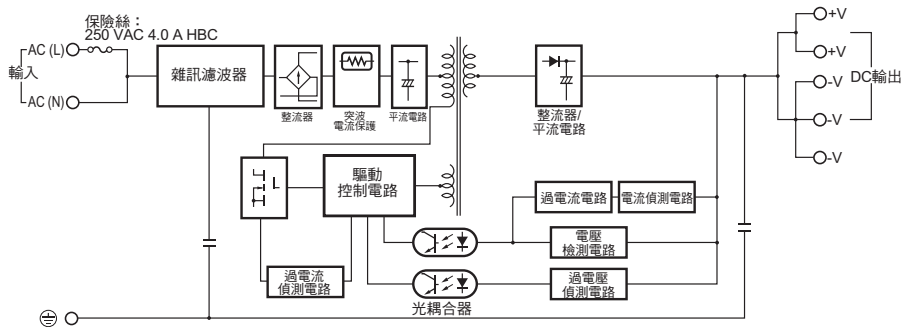 保險絲：
250 VAC 4.0 A HBC
AC (L)
輸入
AC (N)
雜訊濾波器
整流器
突波
電流保護
平流電路
整流器/
平流電路
+V
+V
-V
DC輸出
-V
-V
驅動
控制電路
過電流電路
電流偵測電路
電壓
檢測電路
過電流
偵測電路
過電壓
偵測電路
光耦合器